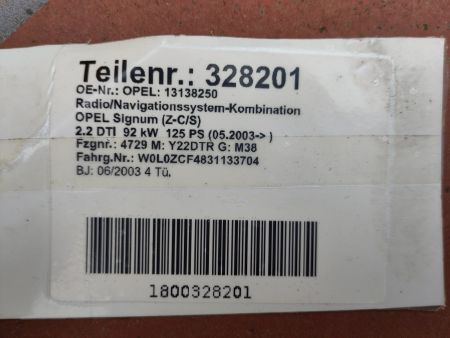 Teilenr.: 328201
OE-Nr.: OPEL: 13138250
Radio/Navigationssystem-Kombination
OPEL Signum (Z-C/S)
2.2 DTI 92 kW 125 PS (05.2003-> )
Fzgnr.: 4729 M: Y22DTR G: M38
Fahrg.Nr.: W0L0ZCF4831133704
BJ: 06/2003 4 Tü.
1800328201